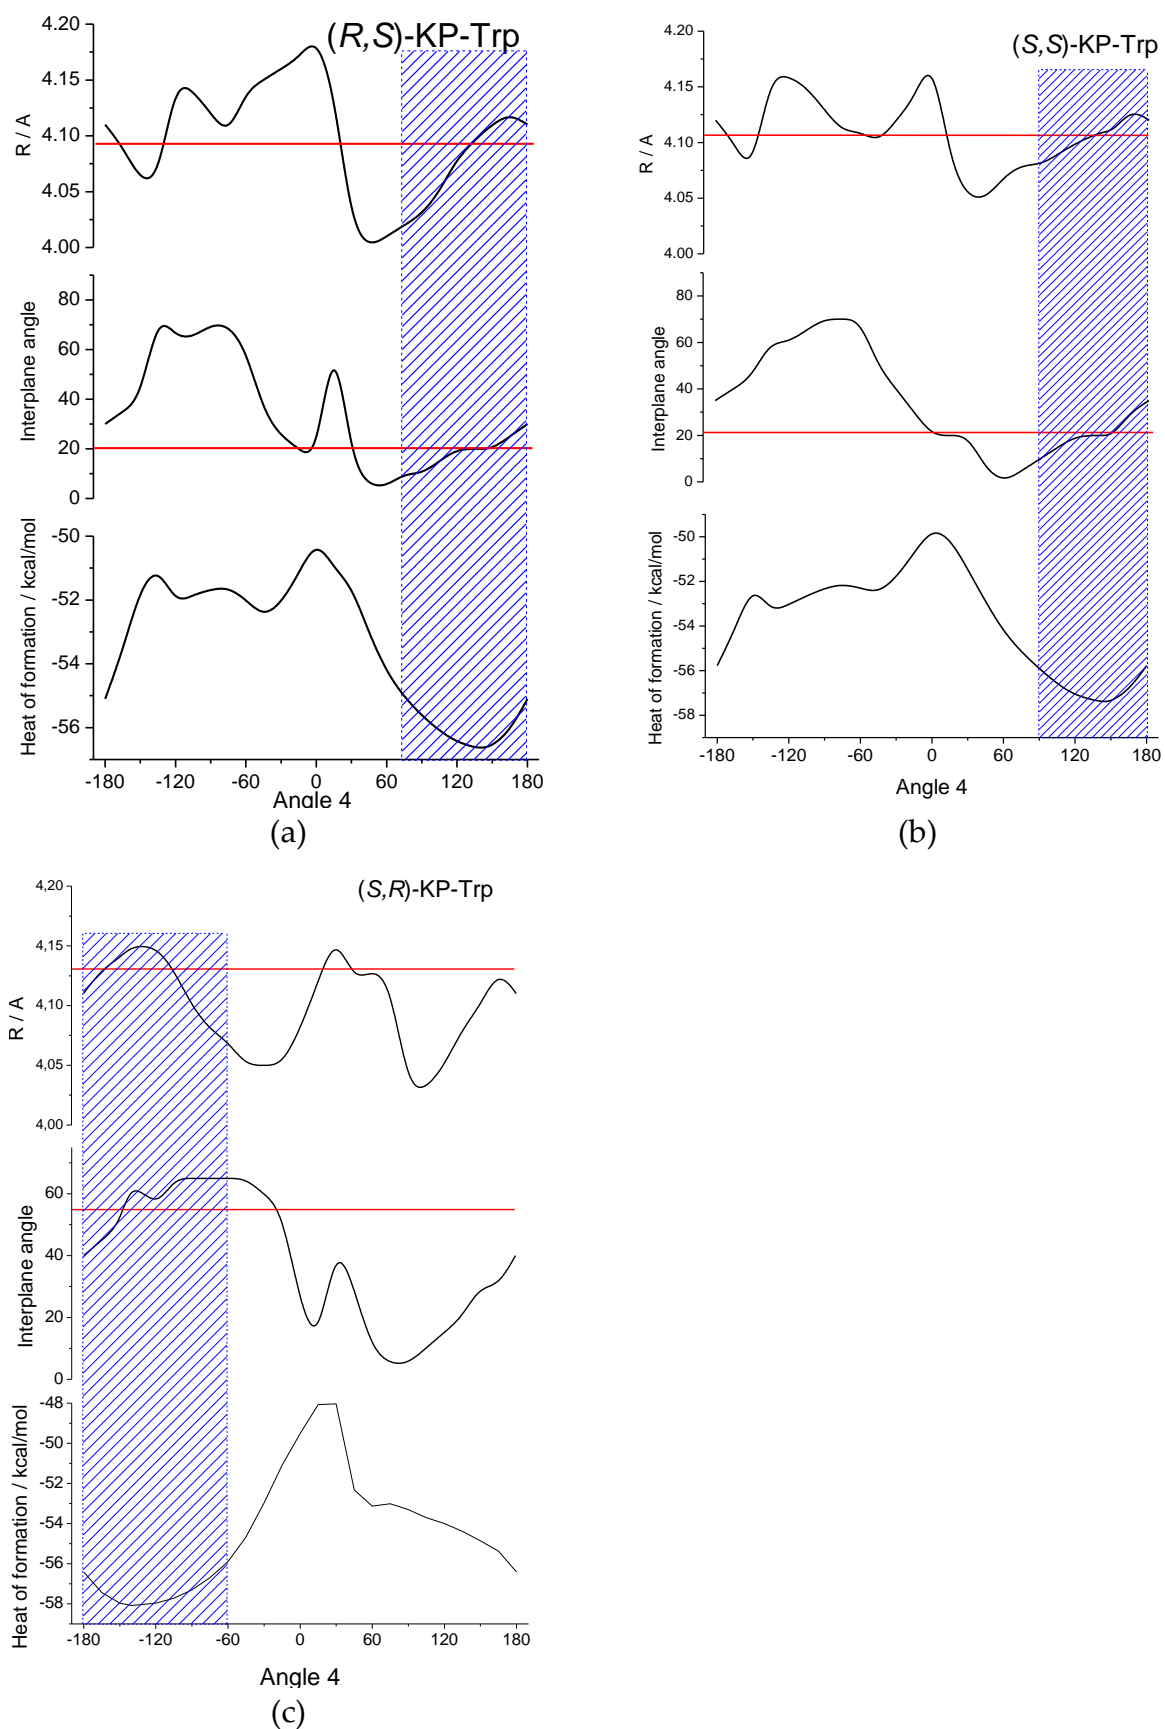 (R,S)-KP-Trp
4.20
4.15
4.10
4.05
4.00
R / A
80
60
40
20
0
Interplane angle
-50
-52
-54
-56
Heat of formation / kcal/mol
-180 -120 -60 0 60 120 180
Angle 4
(a)
(S,S)-KP-Trp
4.20
4.15
4.10
4.05
4.00
R / A
80
60
40
20
0
Interplane angle
-50
-52
-54
-56
-58
Heat of formation / kcal/mol
-180 -120 -60 0 60 120 180
Angle 4
(b)
(S,R)-KP-Trp
4,20
4,15
4,10
4,05
4,00
R / A
60
40
20
0
Interplane angle
-48
-50
-52
-54
-56
-58
Heat of formation / kcal/mol
-180 -120 -60 0 60 120 180
Angle 4
(c)